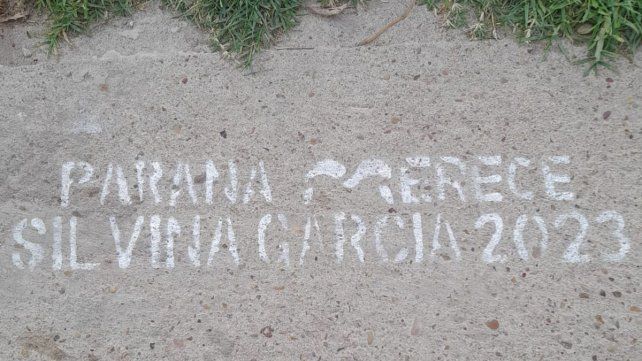 PARANA MERECE
SILVINA GARCIA 2023